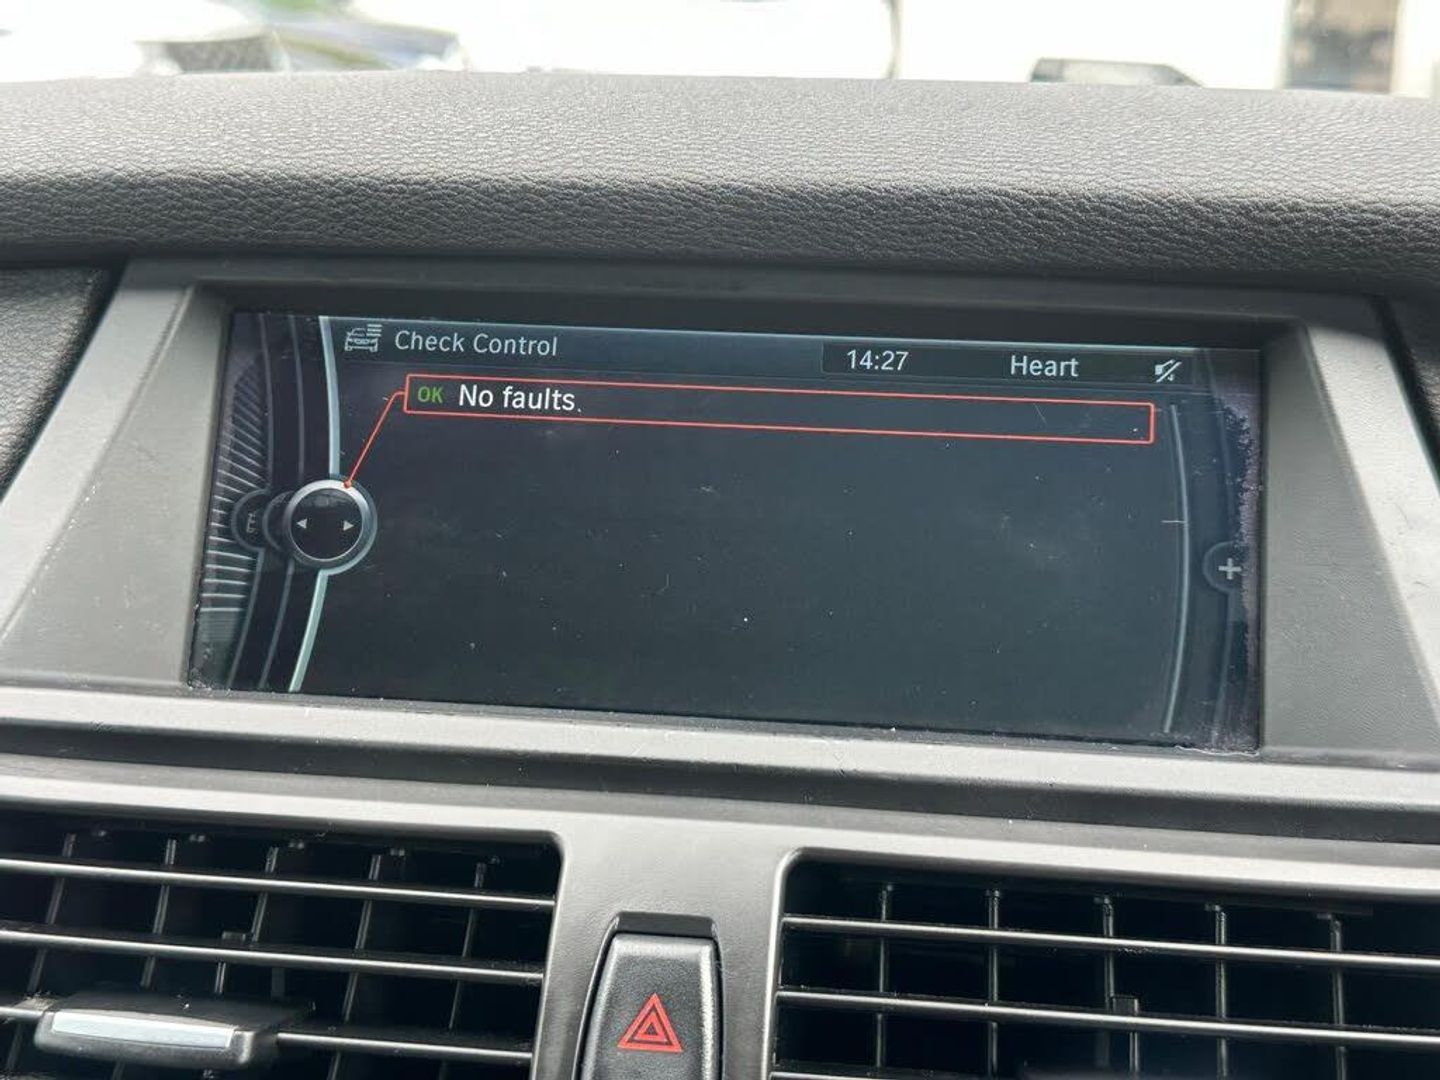 Check Control
14:27
Heart
OK No faults.